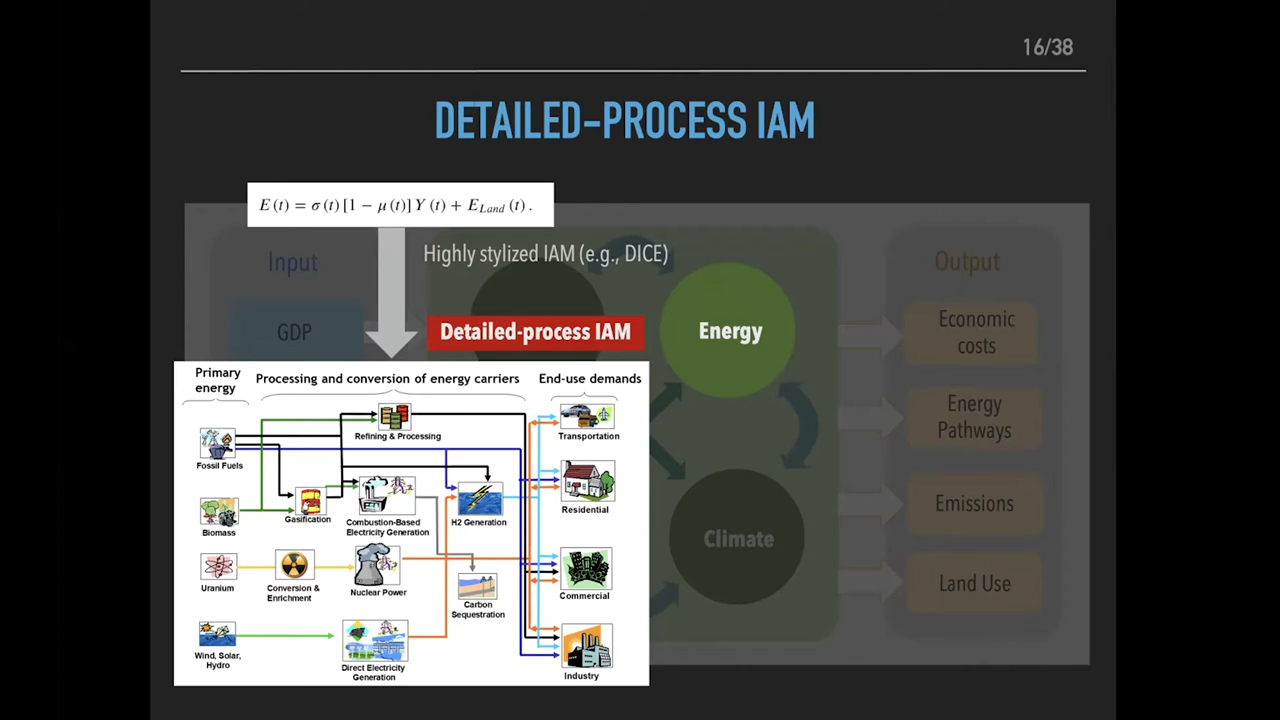 16/38
DETAILED-PROCESS IAM
E(t) = σ(t)[1 − μ(t)]Y(t) + E_Land(t).
Highly stylized IAM (e.g., DICE)
Input
GDP
Detailed-process IAM
Energy
Climate
Output
Economic
costs
Energy
Pathways
Emissions
Land Use
Primary
energy
Processing and conversion of energy carriers
End-use demands
Fossil Fuels
Biomass
Uranium
Wind, Solar,
Hydro
Refining & Processing
Gasification
Combustion-Based
Electricity Generation
H2 Generation
Conversion &
Enrichment
Nuclear Power
Carbon
Sequestration
Direct Electricity
Generation
Transportation
Residential
Commercial
Industry